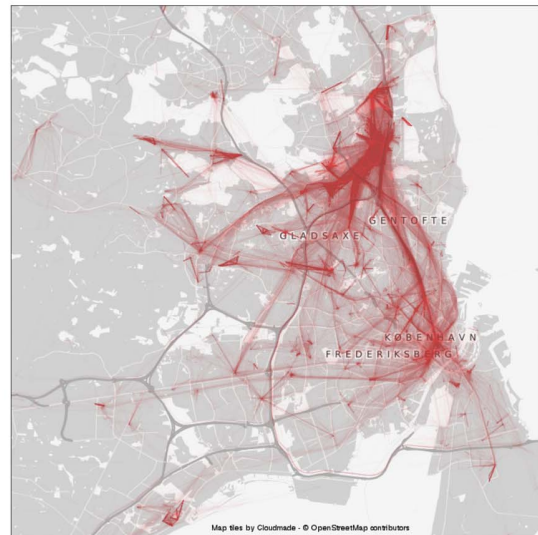 GENTOFTE
GLADSAXE
KØBENHAVN
FREDERIKSBERG
Map tiles by Cloudmade - © OpenStreetMap contributors